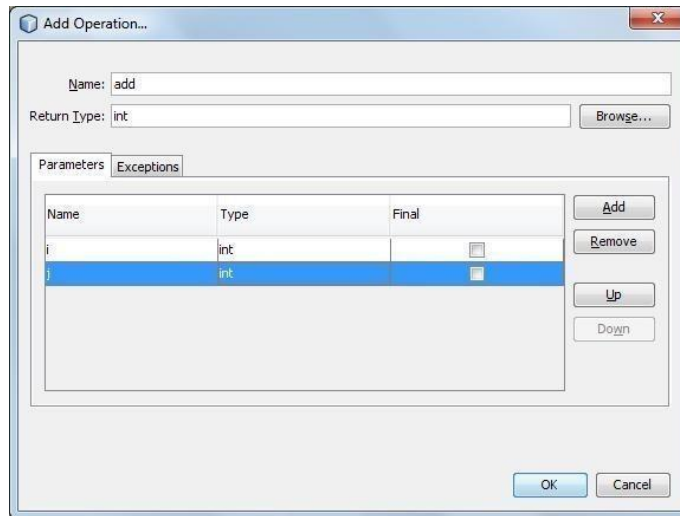 Add Operation...
x
Name: add
Return Type: int Browse...
Parameters Exceptions
Name Type Final Add
i int Remove
j int
Up
Down
OK Cancel